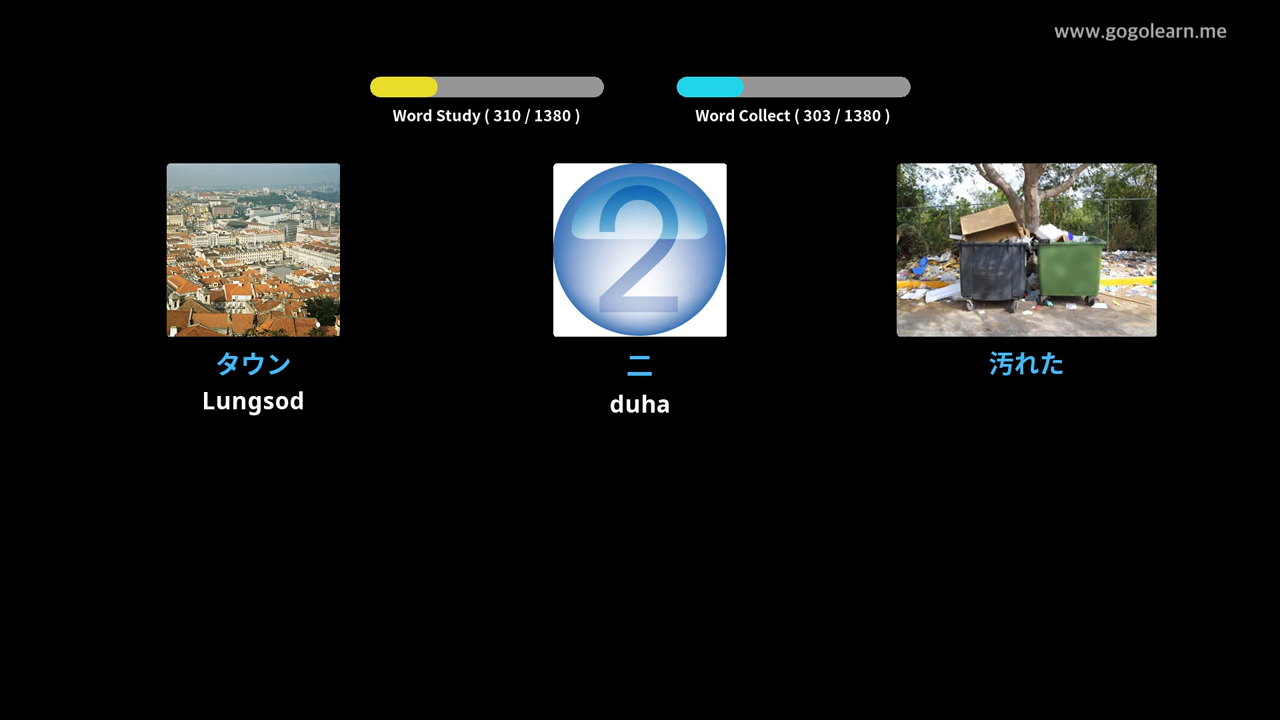 www.gogolearn.me
Word Study ( 310 / 1380 )
Word Collect ( 303 / 1380 )
2
タウン
Lungsod
二
duha
汚れた